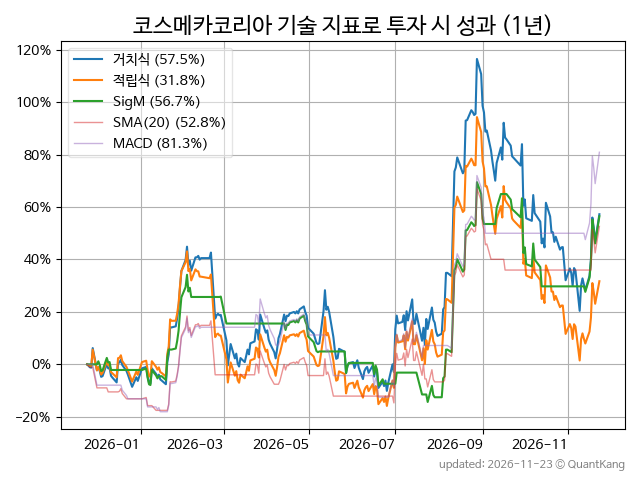 코스메카코리아 기술 지표로 투자 시 성과 (1년)
120%
100%
80%
60%
40%
20%
0%
−20%
거치식 (57.5%)
적립식 (31.8%)
SigM (56.7%)
SMA(20) (52.8%)
MACD (81.3%)
2026−01 2026−03 2026−05 2026−07 2026−09 2026−11
updated: 2026-11-23 © QuantKang